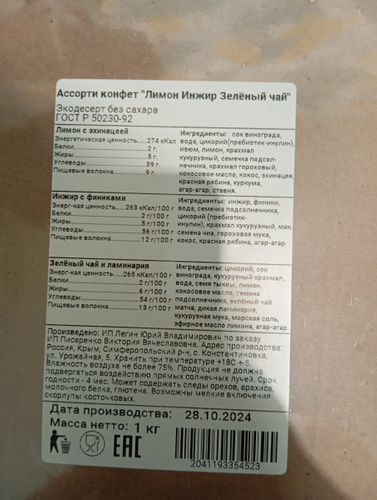 Ассорти конфет "Лимон Инжир Зелёный чай"
Экодесерт без сахара
ГОСТ Р 50230-92
Лимон с эхинацеей
Энергетическая ценность......274 кКал
Белки 2 г.
Жиры 5 г.
Углеводы 59 г.
Пищевые волокна 9 г.
Ингредиенты: сок винограда,
вода, цикорий(пребиотик-инулин),
изюм, лимон, крахмал
кукурузный, семечка подсол-
нечника, крахмал гороховый,
кокосовое масло, кокос, эхинацея,
красная рябина, куркума,
агар-агар, стевия.
Инжир с финиками
Энерг-кая ценность 263 кКал/100 г
Белки 2 г/100 г
Жиры 5 г/100 г
Углеводы 56 г/100 г
Пищевые волокна 12 г/100 г
Ингредиенты: инжир, финики,
вода, семечка подсолнечника,
цикорий(пребиотик-
инулин), крахмал кукурузный, мак,
семена чиа, гороховая мука,
кокос, красная рябина, агар-агар
Зелёный чай и ламинария
Энерг-кая ценность 265 кКал/100 г
Белки 2 г/100 г
Жиры 6 г/100 г
Углеводы 54 г/100 г
Пищевые волокна 13 г/100 г
Ингредиенты: цикорий, сок
винограда, кукурузный крахмал,
вода, семя тыквы, лимон,
кокосовое масло, семена
подсолнечника, зелёный чай
матча, дикая ламинария,
кукурузная мука, морская соль,
эфирное масло лимона, агар-агар.
Произведено: ИП Легин Юрий Владимирович по заказу
ИП Писаренко Виктория Вячеславовна. Адрес производства:
Россия, Крым, Симферопольский р-н, с. Константиновка,
ул. Урожайная, 5. Хранить при температуре +18С-6.
Влажность воздуха не более 75%. Продукция не должна
подвергаться воздействию прямых солнечных лучей. Срок
годности - 4 мес. Может содержать следы орехов, арахиса,
молочного белка, глютена. Возможны мелкие включения
скорлупы косточковых.
Дата производства: 28.10.2024
Масса нетто: 1 кг
EAC
2041193354523